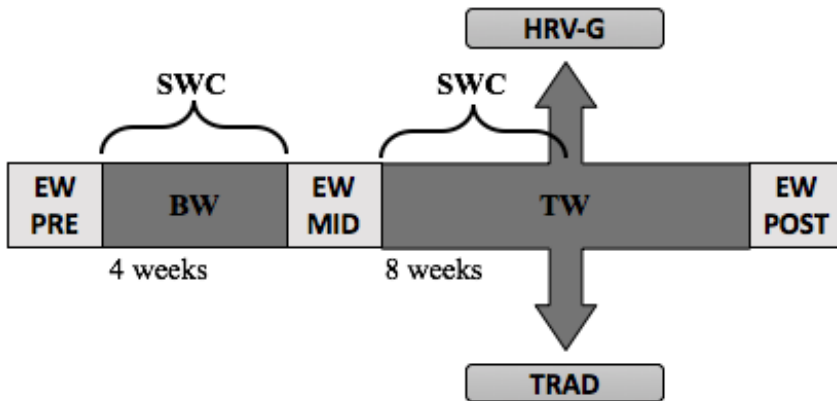 HRV-G
SWC
SWC
EW
PRE
BW
EW
MID
TW
EW
POST
4 weeks
8 weeks
TRAD